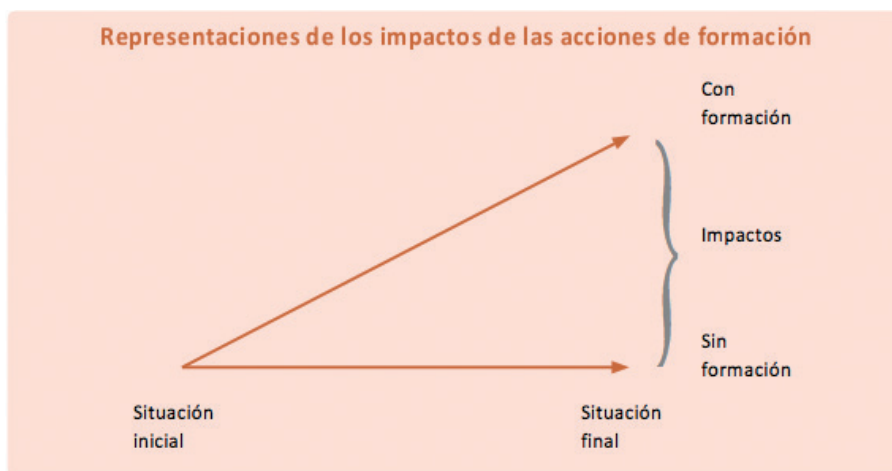 Representaciones de los impactos de las acciones de formación
Con
formación
Impactos
Sin
formación
Situación
inicial
Situación
final